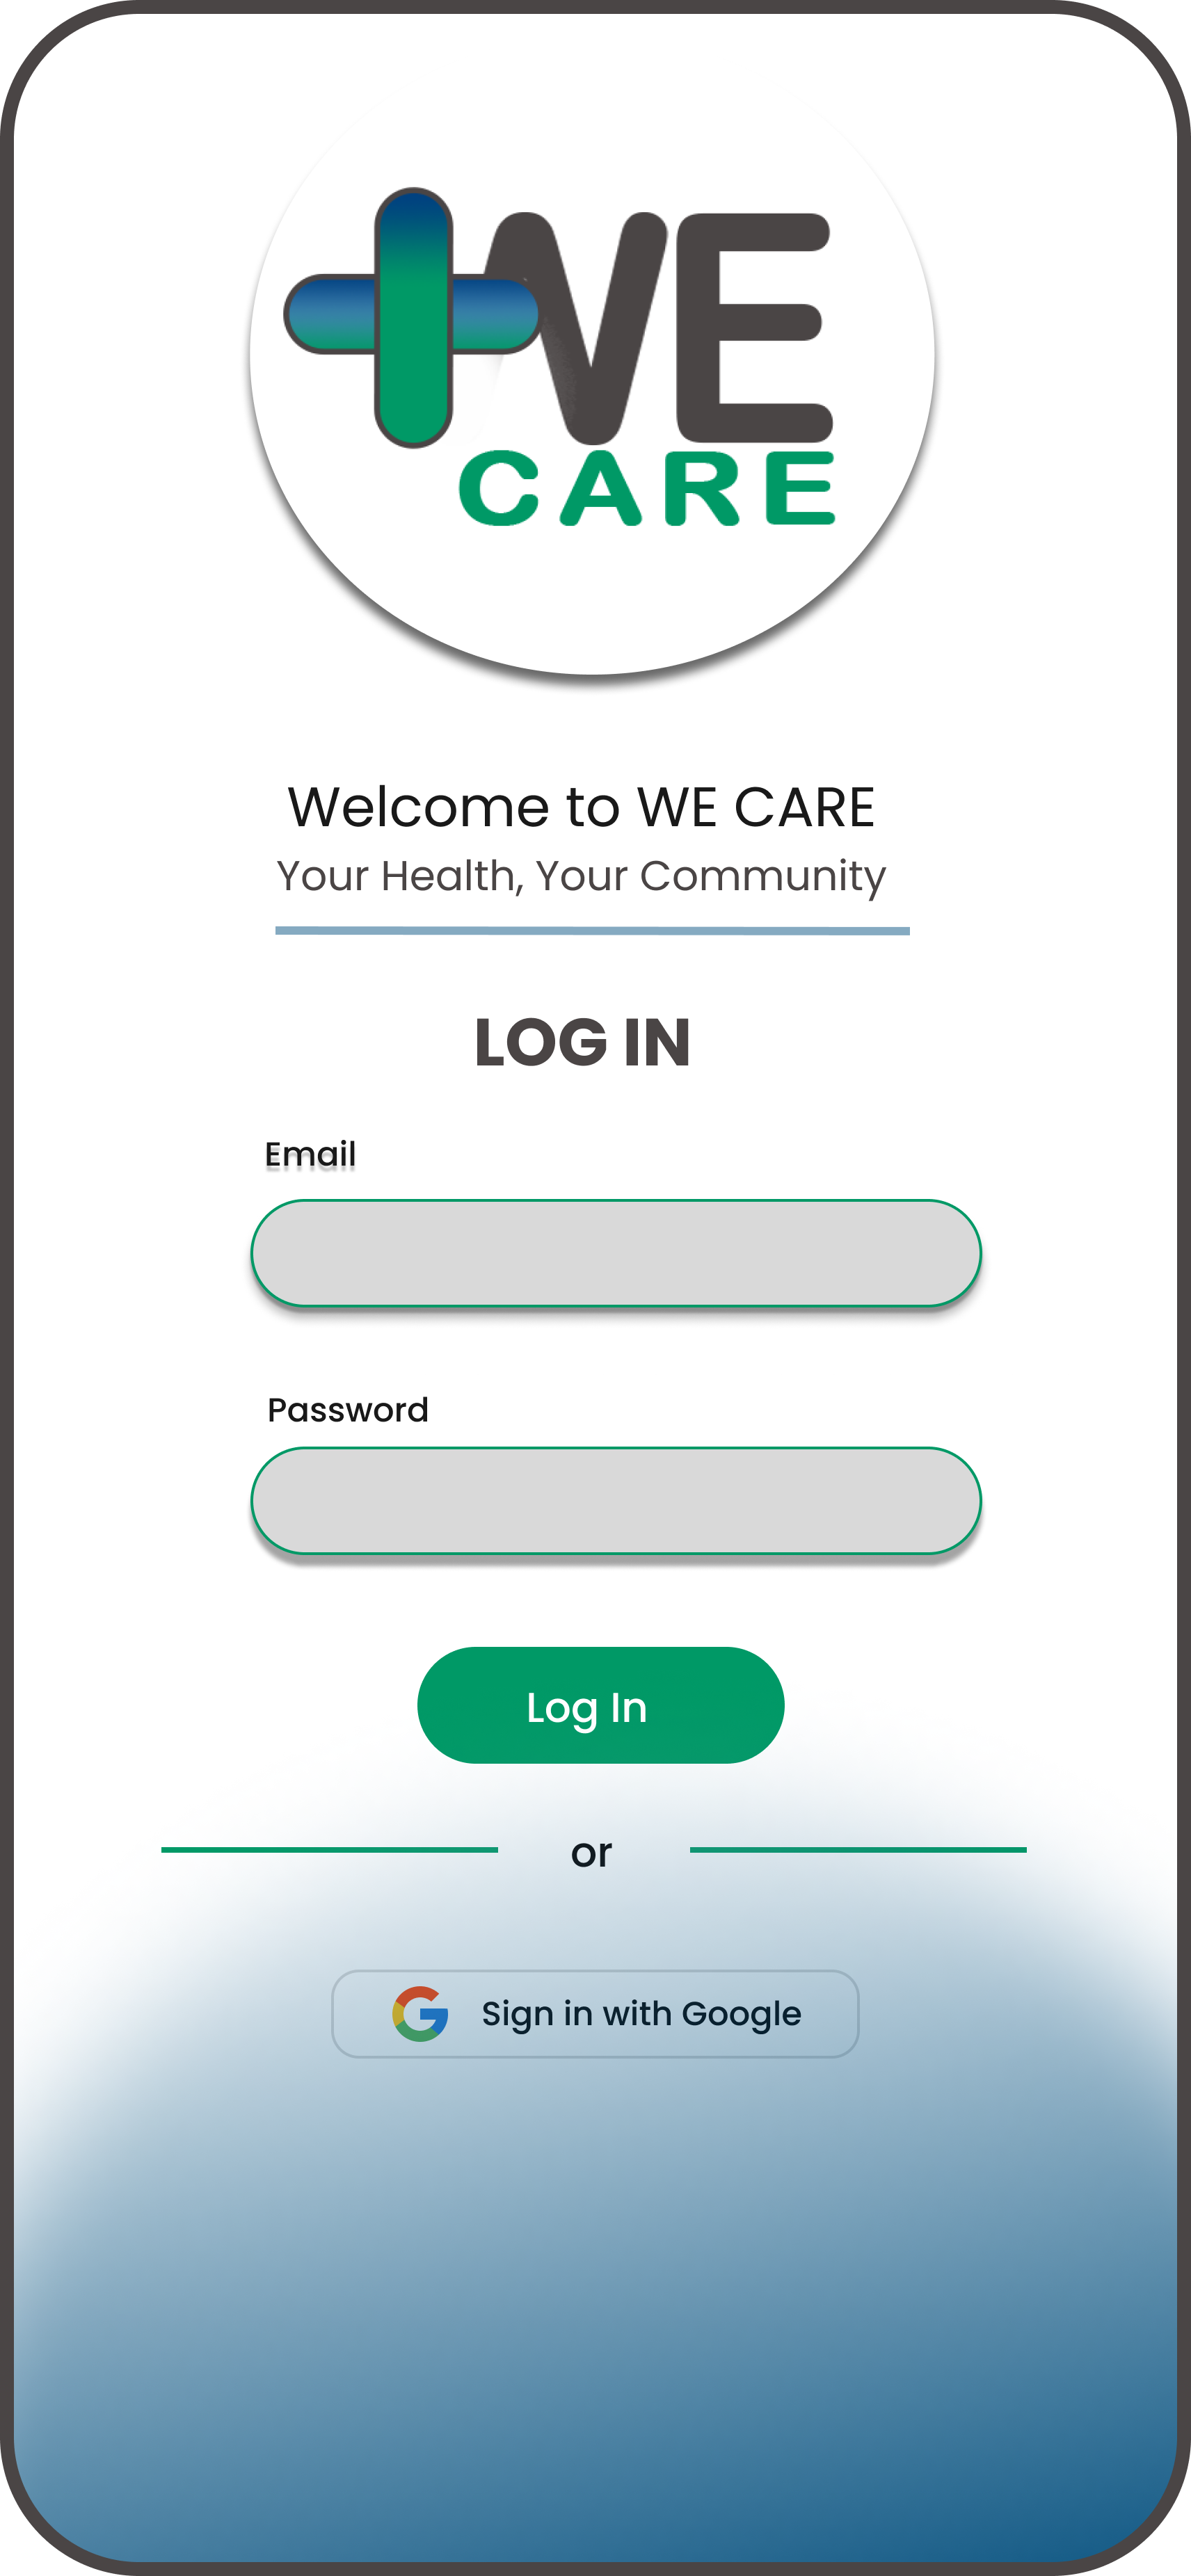 WE
CARE
Welcome to WE CARE
Your Health, Your Community
LOG IN
Email
Password
Log In
or
Sign in with Google